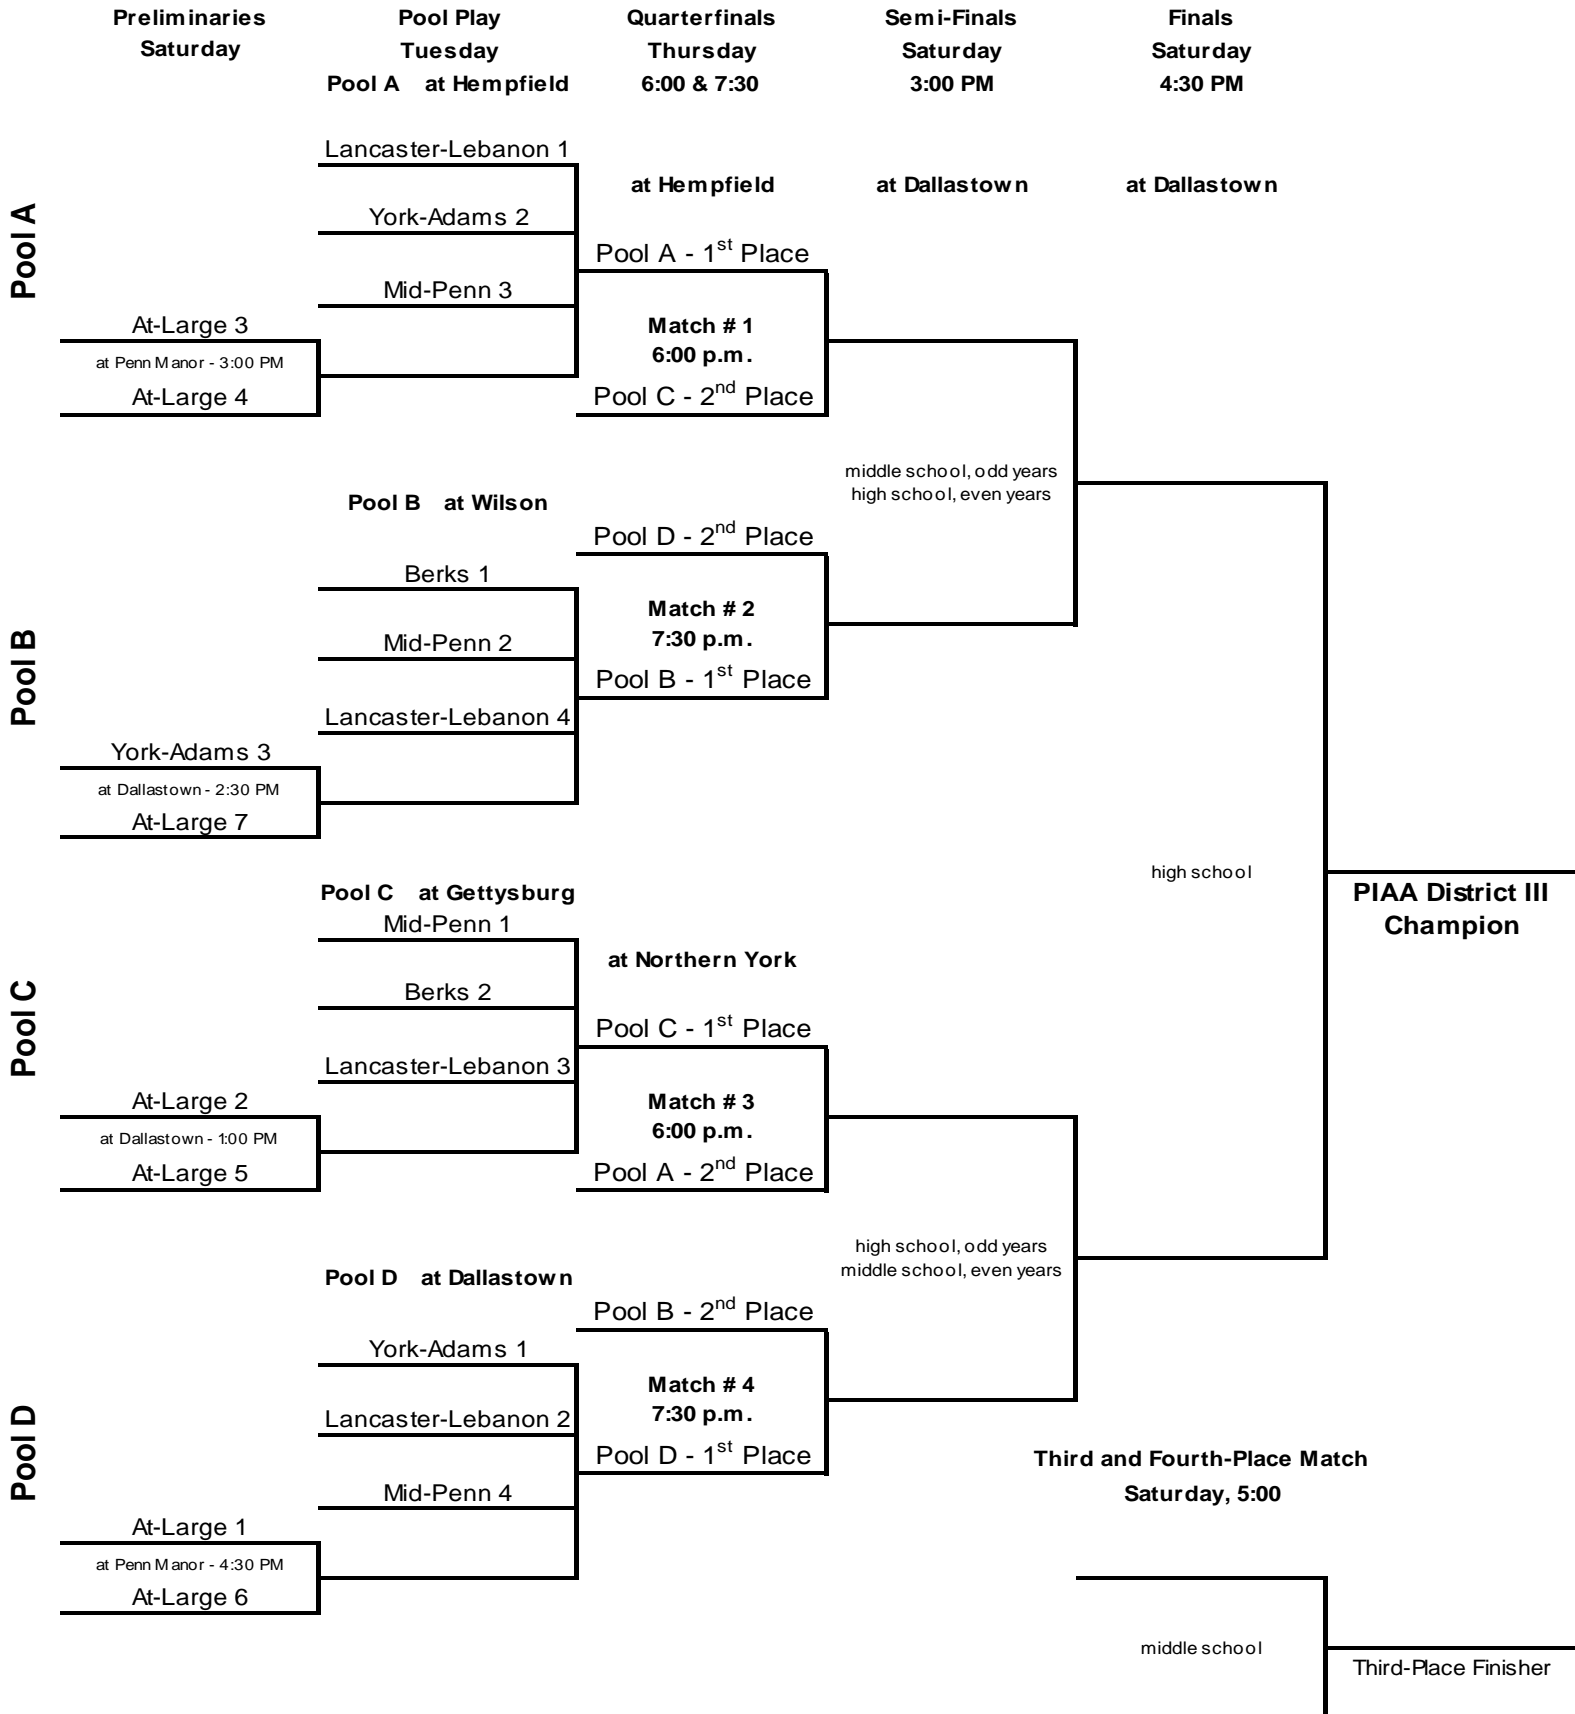 Preliminaries
Saturday
Pool Play
Tuesday
Pool A at Hempfield
Quarterfinals
Thursday
6:00 & 7:30
Semi-Finals
Saturday
3:00 PM
Finals
Saturday
4:30 PM
Pool A
Lancaster-Lebanon 1
York-Adams 2
Mid-Penn 3
At-Large 3
at Penn Manor - 3:00 PM
At-Large 4
at Hempfield
Pool A - 1st Place
Match # 1
6:00 p.m.
Pool C - 2nd Place
at Dallastown
at Dallastown
middle school, odd years
high school, even years
Pool B
Pool B at Wilson
Berks 1
Mid-Penn 2
Lancaster-Lebanon 4
York-Adams 3
at Dallastown - 2:30 PM
At-Large 7
Pool D - 2nd Place
Match # 2
7:30 p.m.
Pool B - 1st Place
high school
PIAA District III
Champion
Pool C
Pool C at Gettysburg
Mid-Penn 1
Berks 2
Lancaster-Lebanon 3
At-Large 2
at Dallastown - 1:00 PM
At-Large 5
at Northern York
Pool C - 1st Place
Match # 3
6:00 p.m.
Pool A - 2nd Place
high school, odd years
middle school, even years
Pool D
Pool D at Dallastown
York-Adams 1
Lancaster-Lebanon 2
Mid-Penn 4
At-Large 1
at Penn Manor - 4:30 PM
At-Large 6
Pool B - 2nd Place
Match # 4
7:30 p.m.
Pool D - 1st Place
Third and Fourth-Place Match
Saturday, 5:00
middle school
Third-Place Finisher